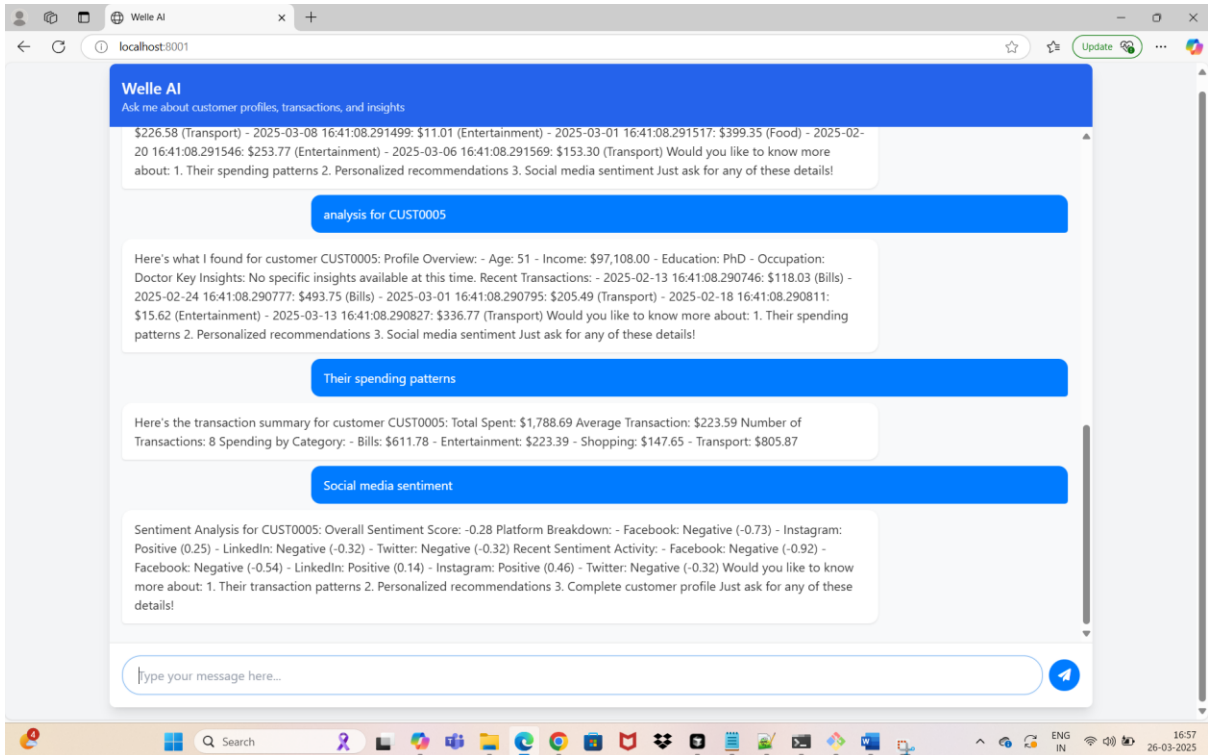 Welle AI
localhost:8001
Update
Welle AI
Ask me about customer profiles, transactions, and insights
$226.58 (Transport) - 2025-03-08 16:41:08.291499: $11.01 (Entertainment) - 2025-03-01 16:41:08.291517: $399.35 (Food) - 2025-02-
20 16:41:08.291546: $253.77 (Entertainment) - 2025-03-06 16:41:08.291569: $153.30 (Transport) Would you like to know more
about: 1. Their spending patterns 2. Personalized recommendations 3. Social media sentiment Just ask for any of these details!
analysis for CUST0005
Here's what I found for customer CUST0005: Profile Overview: - Age: 51 - Income: $97,108.00 - Education: PhD - Occupation:
Doctor Key Insights: No specific insights available at this time. Recent Transactions: - 2025-02-13 16:41:08.290746: $118.03 (Bills) -
2025-02-24 16:41:08.290777: $493.75 (Bills) - 2025-03-01 16:41:08.290795: $205.49 (Transport) - 2025-02-18 16:41:08.290811:
$15.62 (Entertainment) - 2025-03-13 16:41:08.290827: $336.77 (Transport) Would you like to know more about: 1. Their spending
patterns 2. Personalized recommendations 3. Social media sentiment Just ask for any of these details!
Their spending patterns
Here's the transaction summary for customer CUST0005: Total Spent: $1,788.69 Average Transaction: $223.59 Number of
Transactions: 8 Spending by Category: - Bills: $611.78 - Entertainment: $223.39 - Shopping: $147.65 - Transport: $805.87
Social media sentiment
Sentiment Analysis for CUST0005: Overall Sentiment Score: -0.28 Platform Breakdown: - Facebook: Negative (-0.73) - Instagram:
Positive (0.25) - LinkedIn: Negative (-0.32) - Twitter: Negative (-0.32) Recent Sentiment Activity: - Facebook: Negative (-0.92) -
Facebook: Negative (-0.54) - LinkedIn: Positive (0.14) - Instagram: Positive (0.46) - Twitter: Negative (-0.32) Would you like to know
more about: 1. Their transaction patterns 2. Personalized recommendations 3. Complete customer profile Just ask for any of these
details!
Type your message here...
4
Search
ENG
IN
16:57
26-03-2025